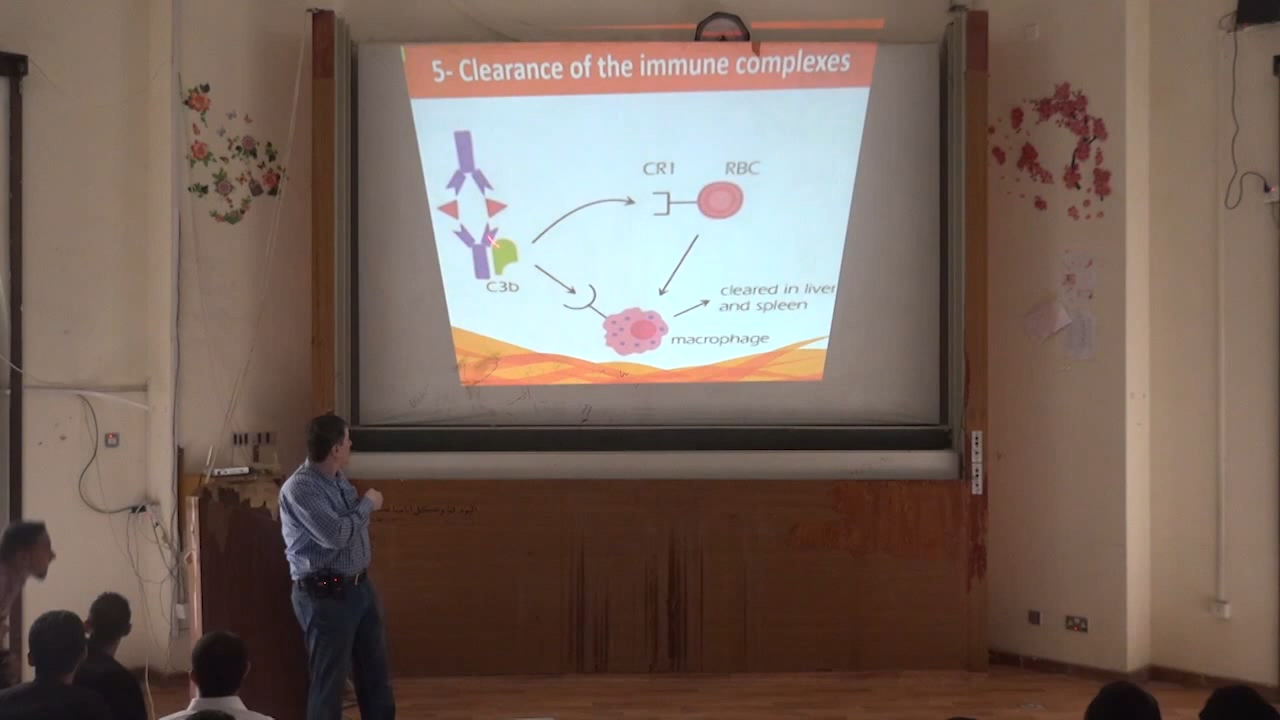 5- Clearance of the immune complexes
CR1
RBC
C3b
cleared in liver
and spleen
macrophage